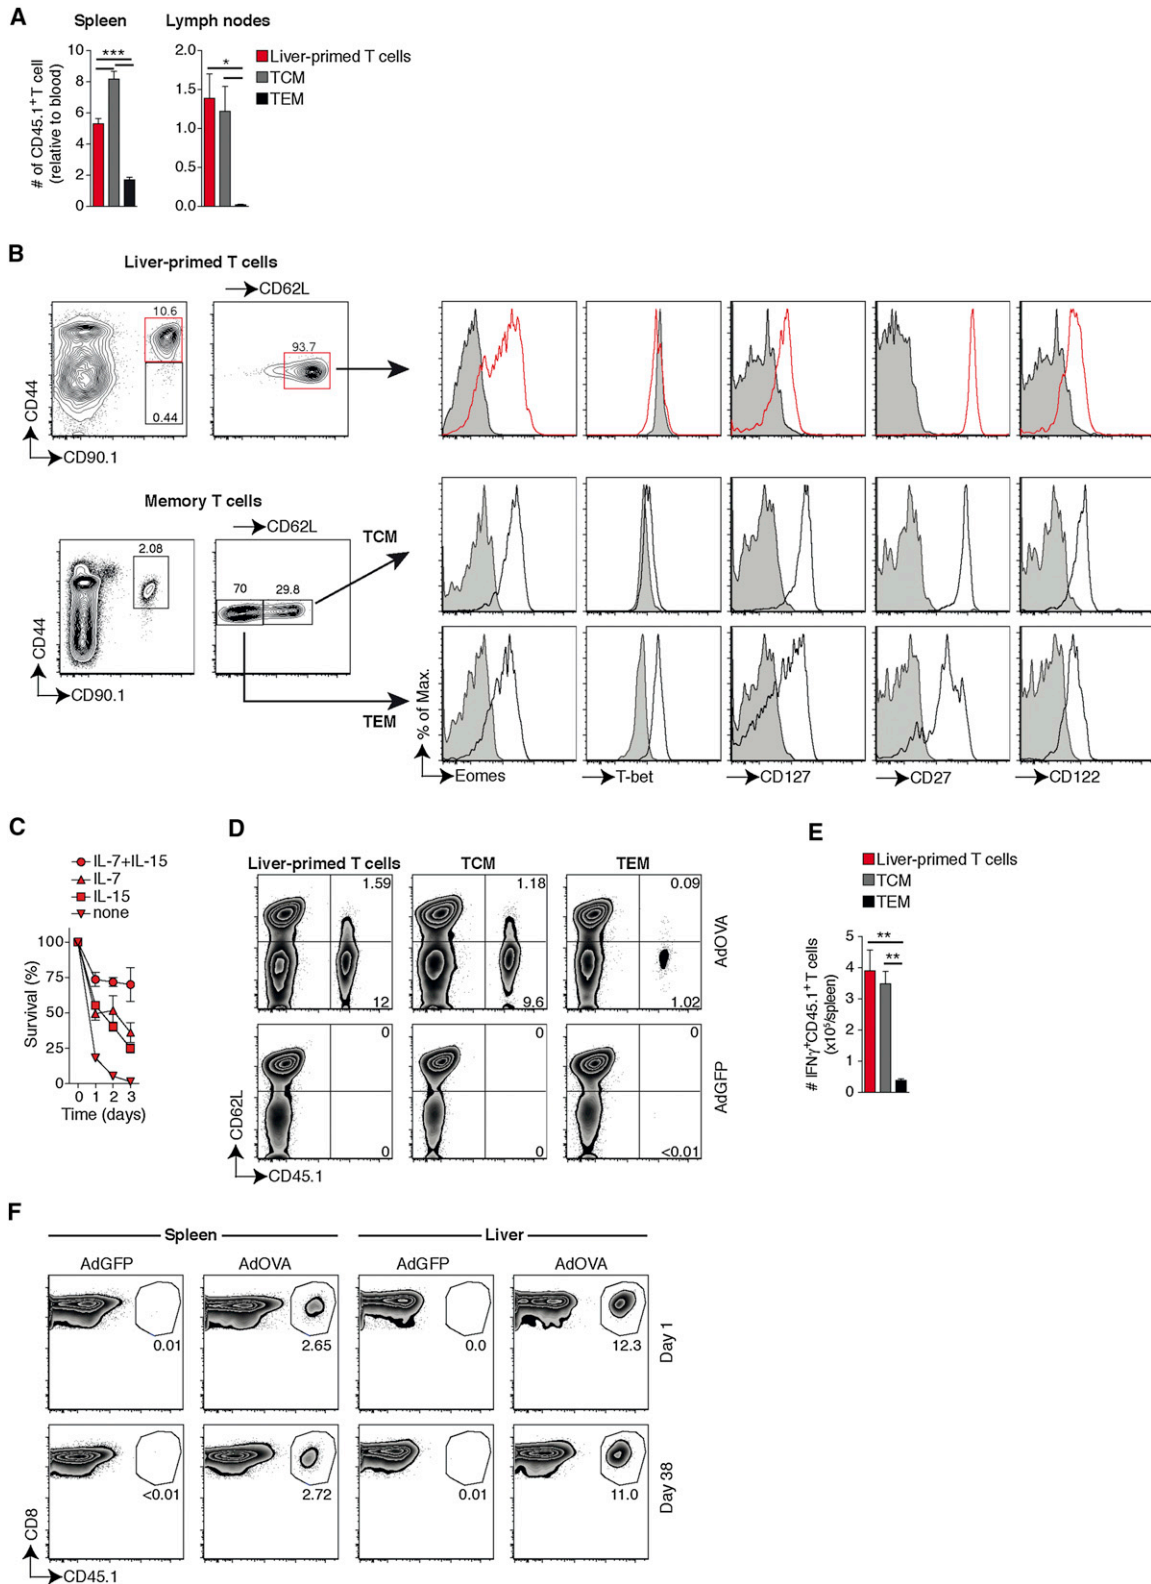 A
Spleen
Lymph nodes
# of CD45.1+ T cell
(relative to blood)
10
8
6
4
2
0
***
2.0
1.5
1.0
0.5
0.0
*
Liver-primed T cells
TCM
TEM
B
Liver-primed T cells
CD62L
10.6
0.44
93.7
CD44
CD90.1
Memory T cells
CD62L
TCM
2.08
70
29.8
CD44
CD90.1
TEM
% of Max.
Eomes
T-bet
CD127
CD27
CD122
C
IL-7+IL-15
IL-7
IL-15
none
Survival (%)
100
75
50
25
0
0 1 2 3
Time (days)
D
Liver-primed T cells
TCM
TEM
1.59
1.18
0.09
AdOVA
12
9.6
1.02
0
0
0
AdGFP
0
0
<0.01
CD62L
CD45.1
E
Liver-primed T cells
TCM
TEM
# IFNγ+CD45.1+ T cells
(x10⁵/spleen)
5
4
3
2
1
0
**
**
F
Spleen
Liver
AdGFP
AdOVA
AdGFP
AdOVA
0.01
2.65
0.0
12.3
Day 1
<0.01
2.72
0.01
11.0
Day 38
CD8
CD45.1